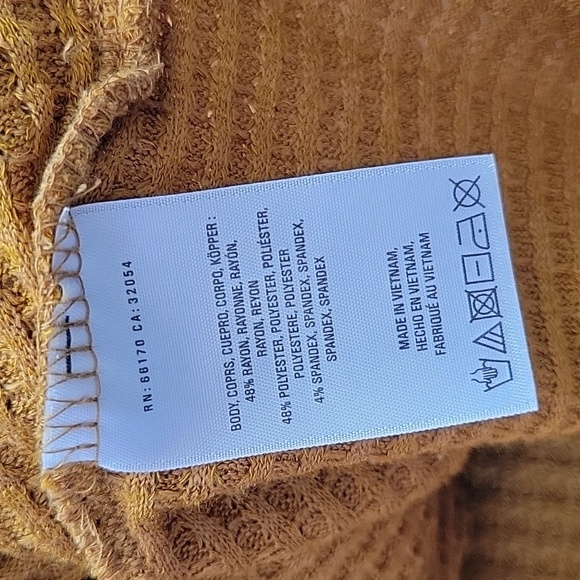 RN: 66170 CA: 32054
BODY, COPRS, CUEPRO, CORPO, KÖPPER :
48% RAYON, RAYONNE, RAYÓN,
RAYON, REYON
48% POLYESTER, POLYESTER, POLIÉSTER,
POLYESTERE, POLYESTER
4% SPANDEX, SPANDEX, SPANDEX,
SPANDEX, SPANDEX
MADE IN VIETNAM,
HECHO EN VIETNAM,
FABRIQUÉ AU VIETNAM